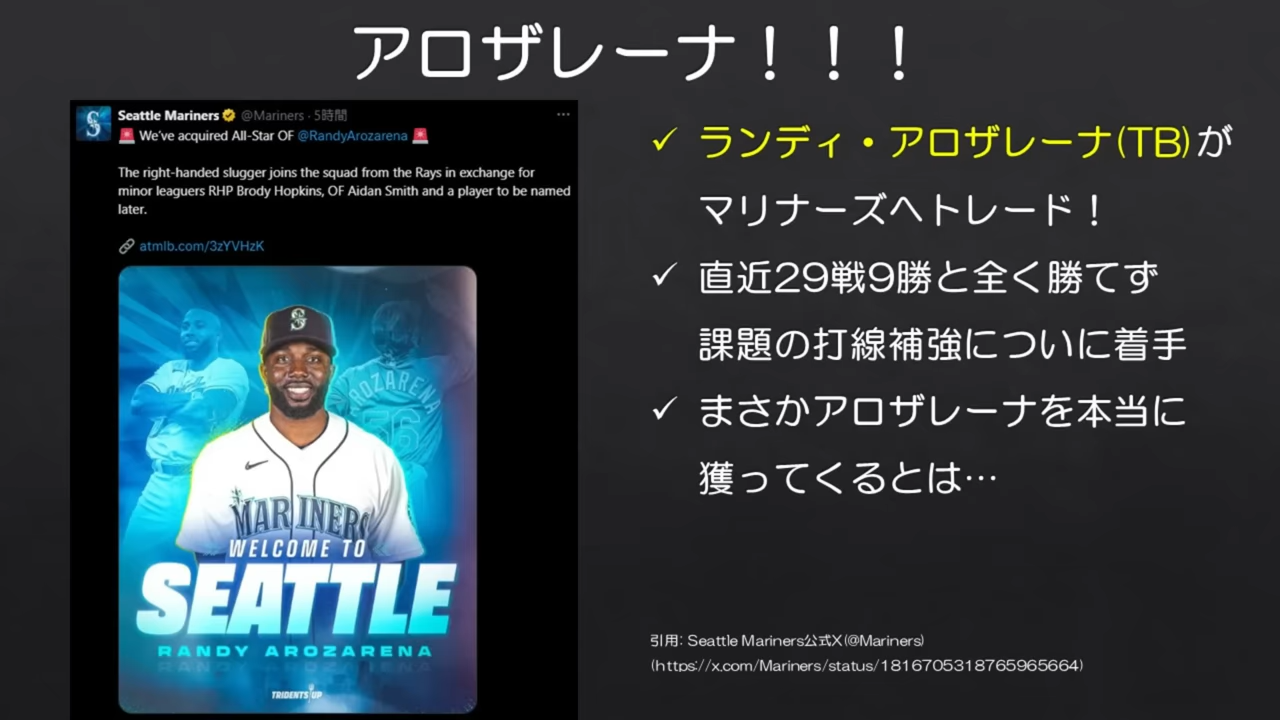 アロザレーナ！！！
Seattle Mariners @Mariners · 5時間
We've acquired All-Star OF @RandyArozarena
The right-handed slugger joins the squad from the Rays in exchange for
minor leaguers RHP Brody Hopkins, OF Aidan Smith and a player to be named
later.
atmlb.com/3zYVHzK
S
AROZARENA
56
MARINERS
WELCOME TO
SEATTLE
RANDY AROZARENA
TRIDENTS UP
ランディ・アロザレーナ(TB)が
マリナーズへトレード！
直近29戦9勝と全く勝てず
課題の打線補強についに着手
まさかアロザレーナを本当に
獲ってくるとは…
引用: Seattle Mariners公式X(@Mariners)
(https://x.com/Mariners/status/1816705318765965664)